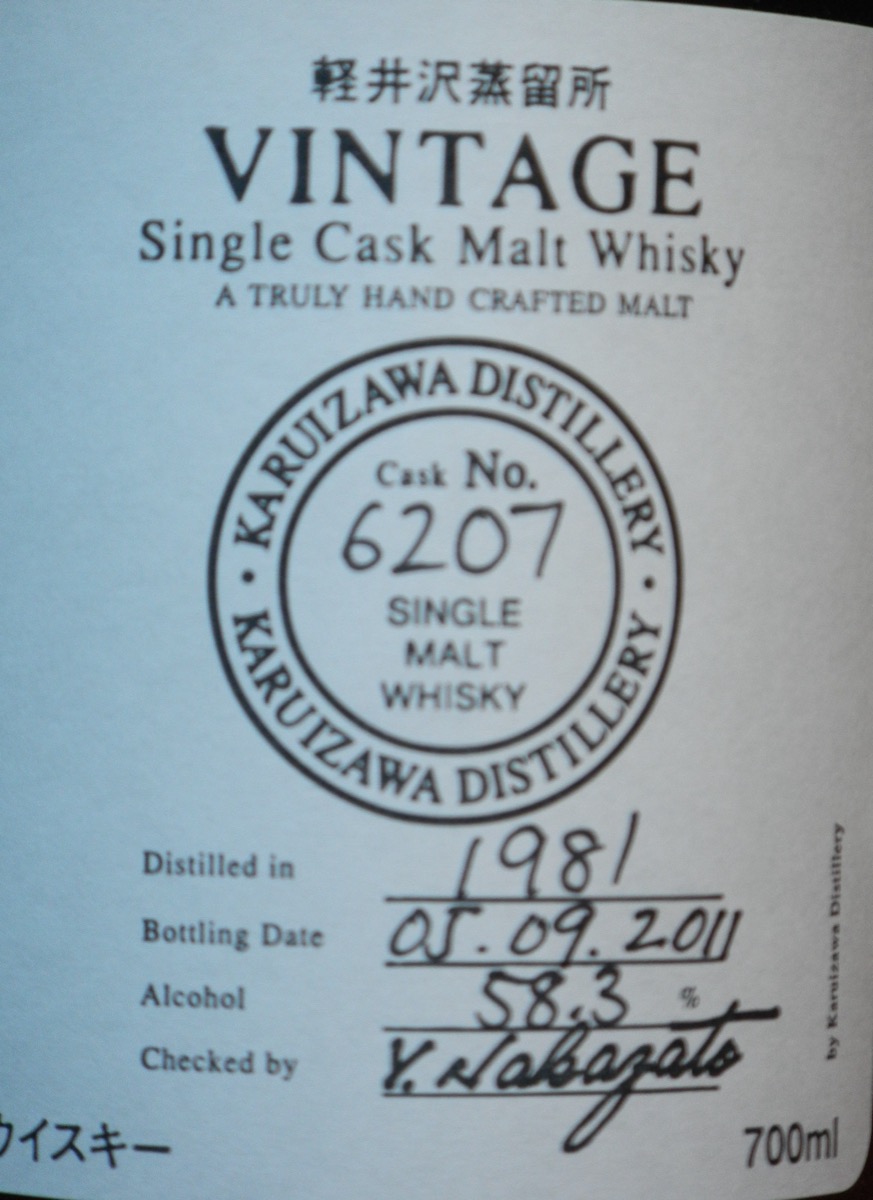 軽井沢蒸留所
VINTAGE
Single Cask Malt Whisky
A TRULY HAND CRAFTED MALT
KARUIZAWA DISTILLERY
Cask No.
6207
SINGLE
MALT
WHISKY
• KARUIZAWA DISTILLERY •
Distilled in 1981
Bottling Date 05.09.2011
Alcohol 58.3 %
Checked by Y. Nakazato
by Karuizawa Distillery
ウイスキー
700ml